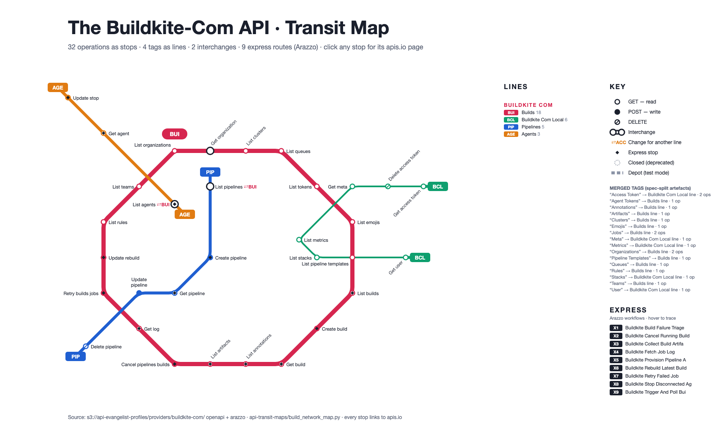 The Buildkite-Com API · Transit Map
32 operations as stops · 4 tags as lines · 2 interchanges · 9 express routes (Arazzo) · click any stop for its apis.io page
AGE
Update stop
Get agent
BUI
List organizations
Get organization
List clusters
List queues
PIP
List teams
List pipelines ⇄BUI
List tokens
Get meta
Delete access token
BCL
List agents ⇄BUI
AGE
Get access token
List rules
List emojis
List metrics
Update rebuild
Create pipeline
List stacks
List pipeline templates
Get user
BCL
Update
pipeline
Retry builds jobs
Get pipeline
List builds
Get log
Create build
Delete pipeline
PIP
List artifacts
List annotations
Cancel pipelines builds
Get build
LINES
BUILDKITE COM
BUI Builds 18
BCL Buildkite Com Local 6
PIP Pipelines 5
AGE Agents 3
KEY
GET — read
POST — write
DELETE
Interchange
⇄ACC Change for another line
Express stop
Closed (deprecated)
Depot (test mode)
MERGED TAGS (spec-split artefacts)
"Access Token" → Buildkite Com Local line · 2 ops
"Agent Tokens" → Builds line · 1 op
"Annotations" → Builds line · 1 op
"Artifacts" → Builds line · 1 op
"Clusters" → Builds line · 1 op
"Emojis" → Builds line · 1 op
"Jobs" → Builds line · 2 ops
"Meta" → Buildkite Com Local line · 1 op
"Metrics" → Buildkite Com Local line · 1 op
"Organizations" → Builds line · 2 ops
"Pipeline Templates" → Builds line · 1 op
"Queues" → Builds line · 1 op
"Rules" → Builds line · 1 op
"Stacks" → Buildkite Com Local line · 1 op
"Teams" → Builds line · 1 op
"User" → Buildkite Com Local line · 1 op
EXPRESS
Arazzo workflows · hover to trace
X1 Buildkite Build Failure Triage
X2 Buildkite Cancel Running Build
X3 Buildkite Collect Build Artifa
X4 Buildkite Fetch Job Log
X5 Buildkite Provision Pipeline A
X6 Buildkite Rebuild Latest Build
X7 Buildkite Retry Failed Job
X8 Buildkite Stop Disconnected Ag
X9 Buildkite Trigger And Poll Bui
Source: s3://api-evangelist-profiles/providers/buildkite-com/ openapi + arazzo · api-transit-maps/build_network_map.py · every stop links to apis.io